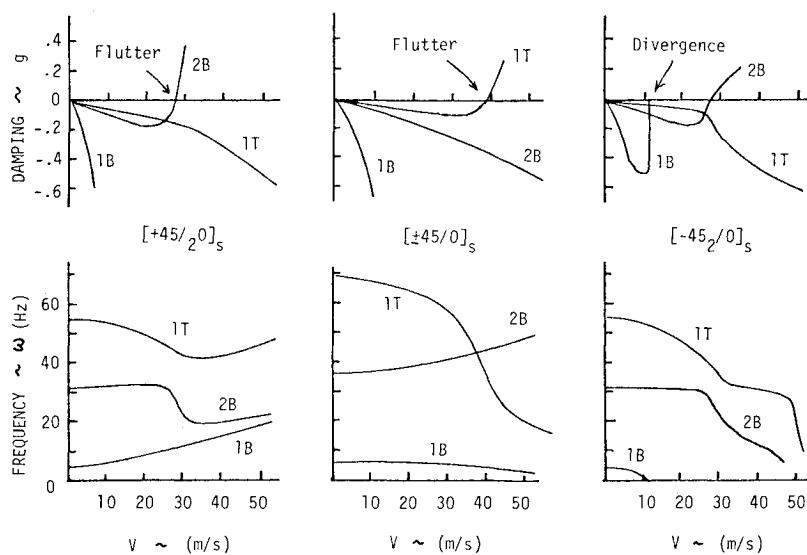 DAMPING ~ g
.4
.2
0
-.2
-.4
-.6
Flutter
2B
1B
1T
Flutter
1T
1B
2B
Divergence
2B
1B
1T
[+45/₂0]s
[±45/0]s
[-45₂/0]s
FREQUENCY ~ ω (Hz)
60
40
20
0
1T
2B
1B
10 20 30 40 50
V ~ (m/s)
1T
2B
1B
10 20 30 40 50
V ~ (m/s)
1T
2B
1B
10 20 30 40 50
V ~ (m/s)